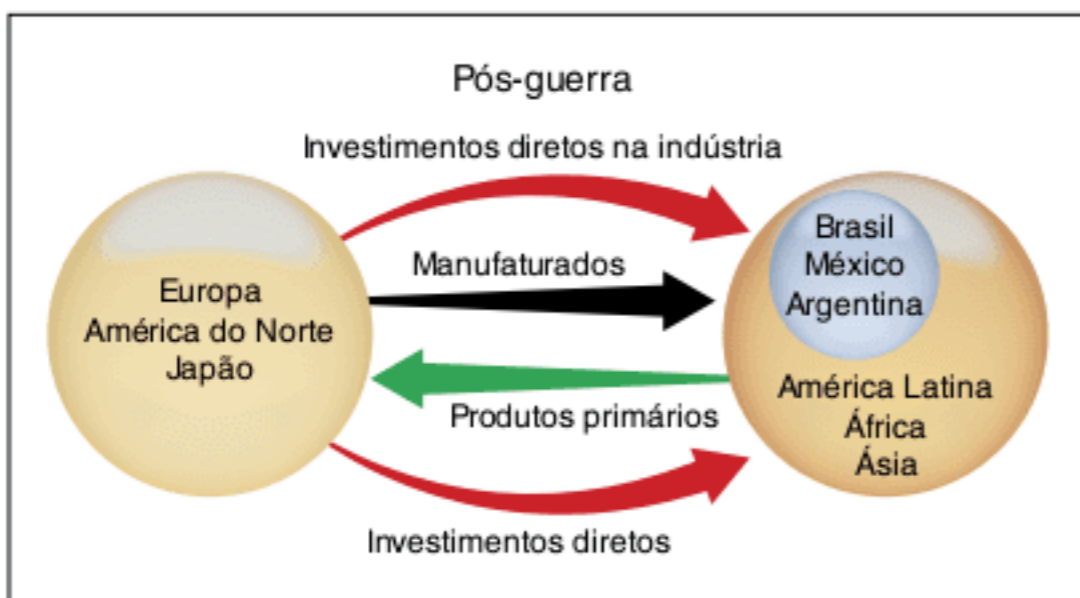 Pós-guerra
Investimentos diretos na indústria
Manufaturados
Produtos primários
Investimentos diretos
Europa
América do Norte
Japão
Brasil
México
Argentina
América Latina
África
Ásia